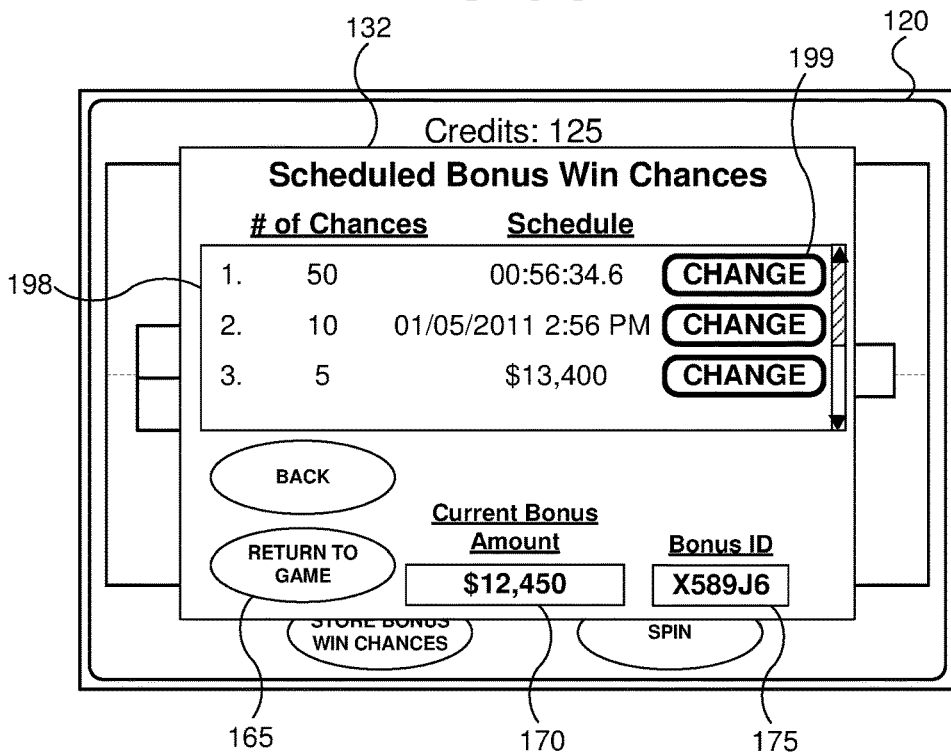 132
120
199
Credits: 125
Scheduled Bonus Win Chances
# of Chances Schedule
198
1. 50 00:56:34.6 CHANGE
2. 10 01/05/2011 2:56 PM CHANGE
3. 5 $13,400 CHANGE
BACK
Current Bonus
Amount
Bonus ID
RETURN TO
GAME
$12,450
X589J6
STORE BONUS
WIN CHANCES
SPIN
165
170
175